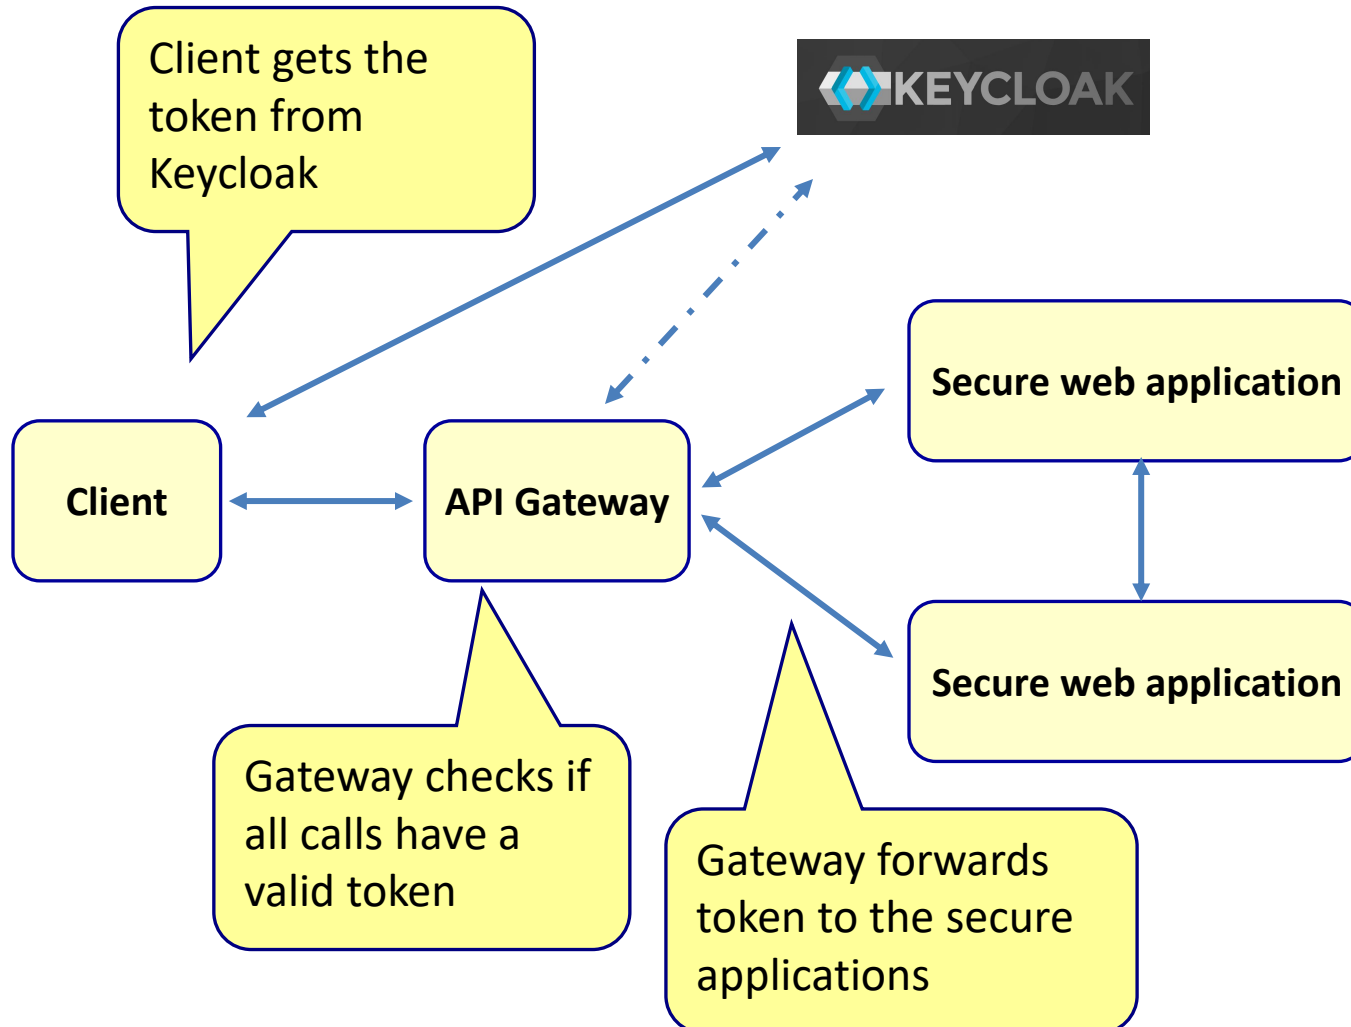 Client gets the
token from
Keycloak
KEYCLOAK
Secure web application
Client
API Gateway
Secure web application
Gateway checks if
all calls have a
valid token
Gateway forwards
token to the secure
applications